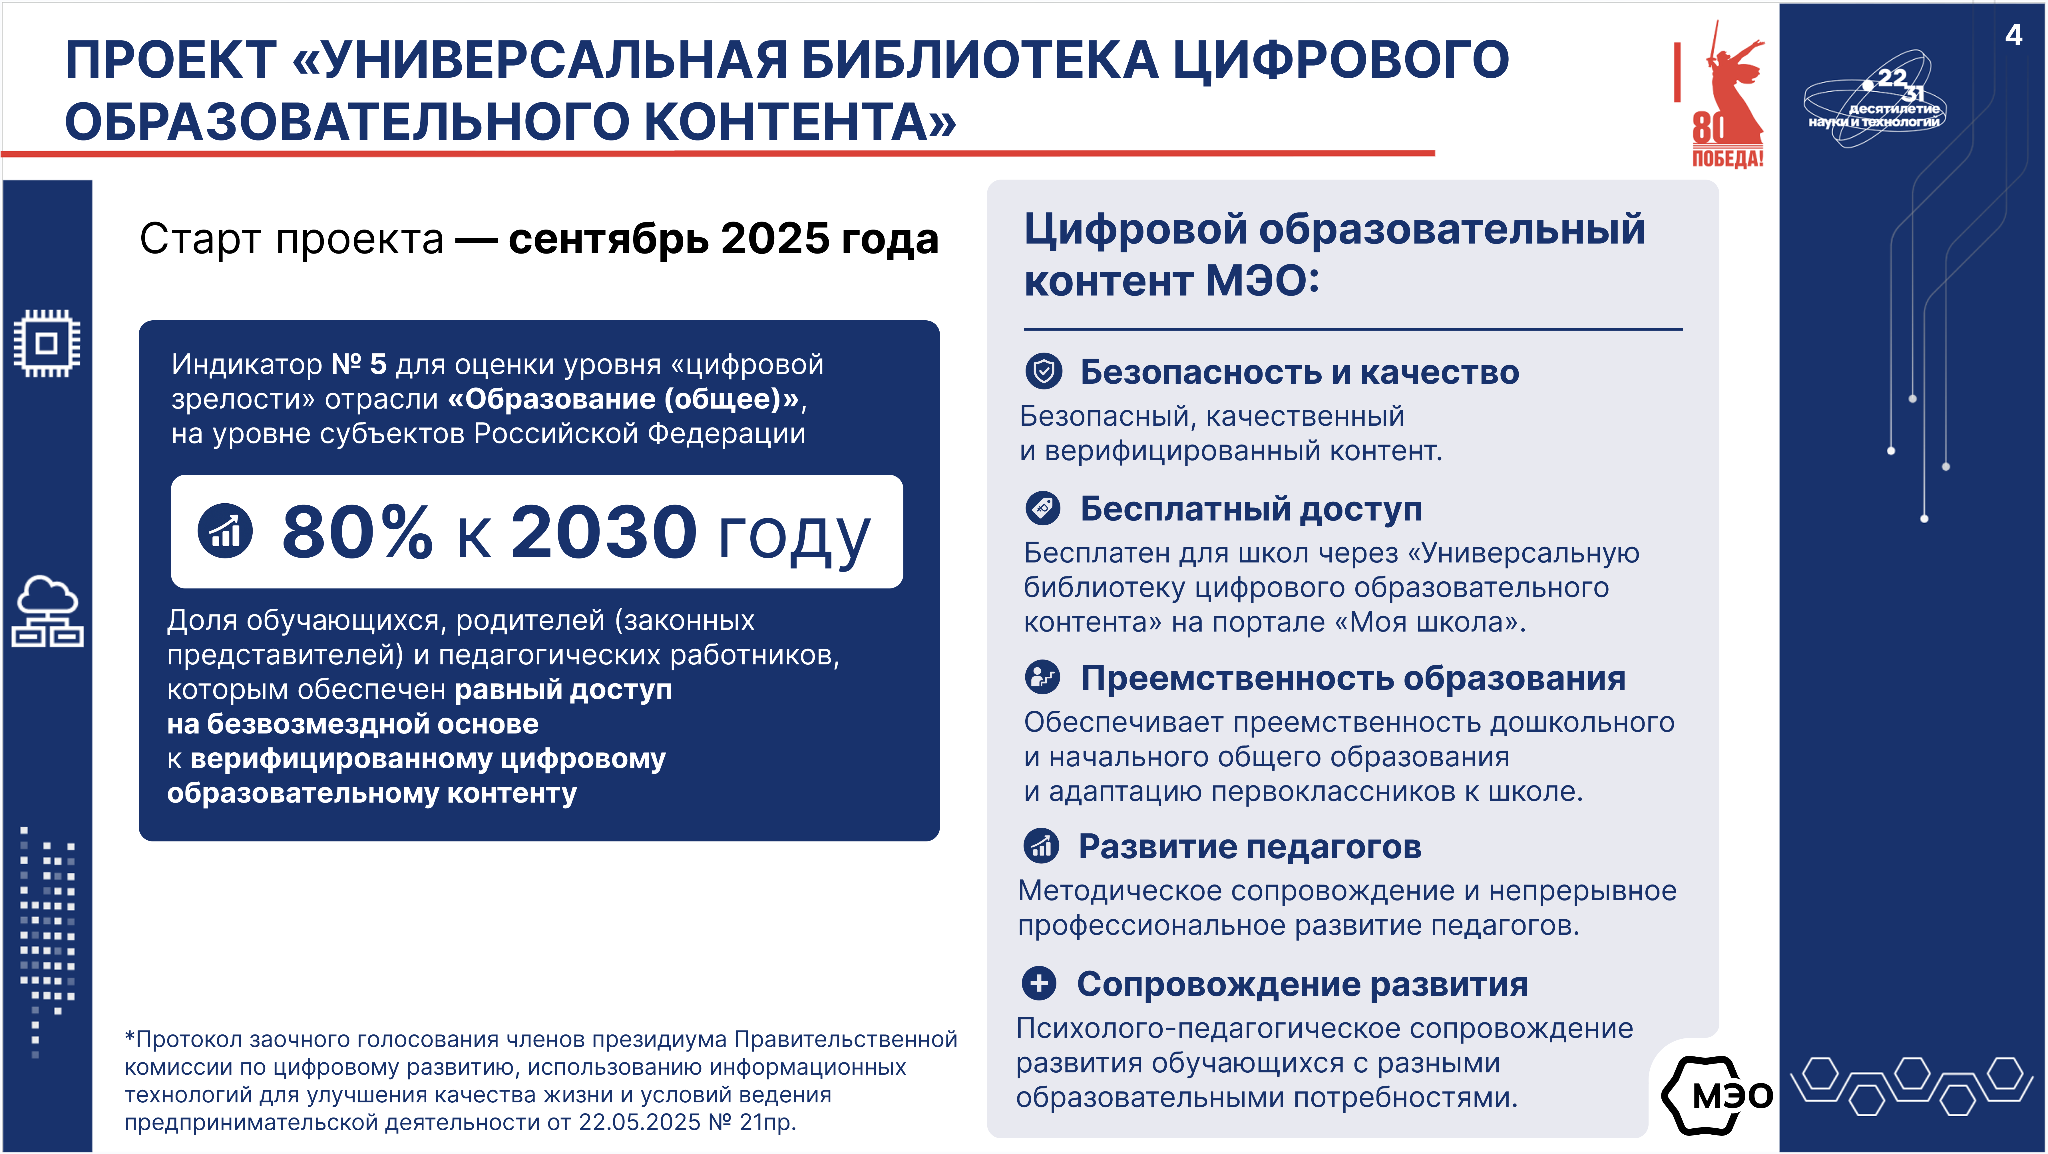 ПРОЕКТ «УНИВЕРСАЛЬНАЯ БИБЛИОТЕКА ЦИФРОВОГО
ОБРАЗОВАТЕЛЬНОГО КОНТЕНТА»
80
ПОБЕДА!
22
31
десятилетие
науки и технологий
4
Старт проекта — сентябрь 2025 года
Индикатор № 5 для оценки уровня «цифровой
зрелости» отрасли «Образование (общее)»,
на уровне субъектов Российской Федерации
80% к 2030 году
Доля обучающихся, родителей (законных
представителей) и педагогических работников,
которым обеспечен равный доступ
на безвозмездной основе
к верифицированному цифровому
образовательному контенту
*Протокол заочного голосования членов президиума Правительственной
комиссии по цифровому развитию, использованию информационных
технологий для улучшения качества жизни и условий ведения
предпринимательской деятельности от 22.05.2025 № 21пр.
Цифровой образовательный
контент МЭО:
Безопасность и качество
Безопасный, качественный
и верифицированный контент.
Бесплатный доступ
Бесплатен для школ через «Универсальную
библиотеку цифрового образовательного
контента» на портале «Моя школа».
Преемственность образования
Обеспечивает преемственность дошкольного
и начального общего образования
и адаптацию первоклассников к школе.
Развитие педагогов
Методическое сопровождение и непрерывное
профессиональное развитие педагогов.
Сопровождение развития
Психолого-педагогическое сопровождение
развития обучающихся с разными
образовательными потребностями.
МЭО